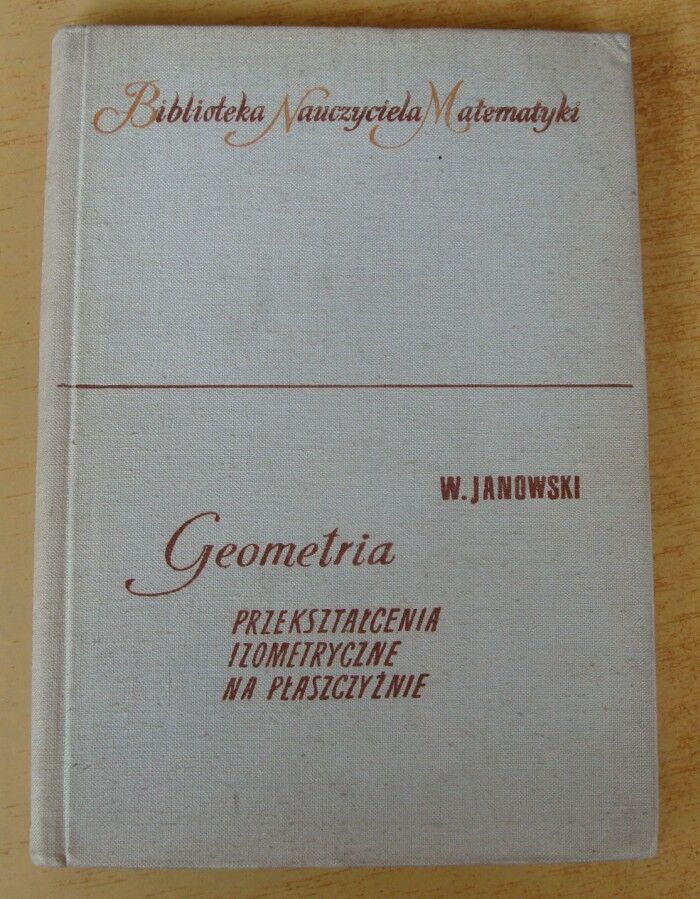 Biblioteka Nauczyciela Matematyki
W. JANOWSKI
Geometria
PRZEKSZTAŁCENIA
IZOMETRYCZNE
NA PŁASZCZYŹNIE